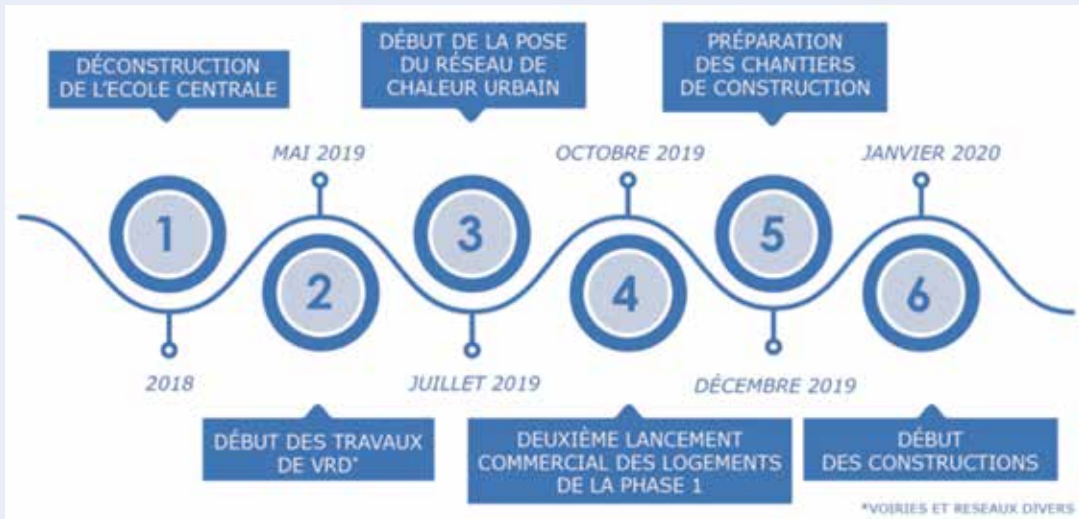 DÉCONSTRUCTION
DE L'ECOLE CENTRALE
1
2018
MAI 2019
2
DÉBUT DES TRAVAUX
DE VRD*
DÉBUT DE LA POSE
DU RÉSEAU DE
CHALEUR URBAIN
3
JUILLET 2019
OCTOBRE 2019
4
DEUXIÈME LANCEMENT
COMMERCIAL DES LOGEMENTS
DE LA PHASE 1
PRÉPARATION
DES CHANTIERS
DE CONSTRUCTION
5
DÉCEMBRE 2019
JANVIER 2020
6
DÉBUT
DES CONSTRUCTIONS
*VOIRIES ET RESEAUX DIVERS